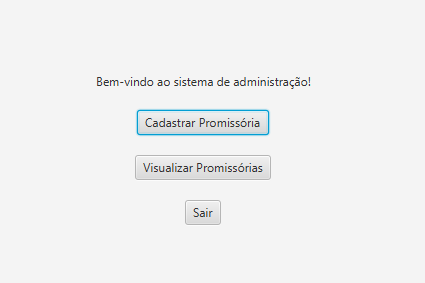 Bem-vindo ao sistema de administração!
Cadastrar Promissória
Visualizar Promissórias
Sair